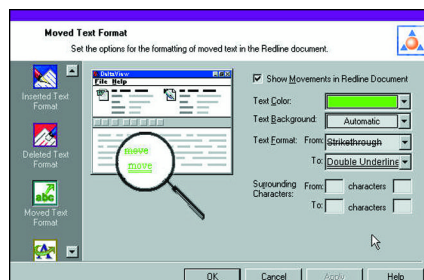 Moved Text Format
Set the options for the formatting of moved text in the Redline document.
Inserted Text
Format
Deleted Text
Format
abc
Moved Text
Format
DeltaView
File Help
move
move
Show Movements in Redline Document
Text Color:
Text Background: Automatic
Text Format: From: Strikethrough
To: Double Underline
Surrounding
Characters:
From: characters
To: characters
OK Cancel Apply Help